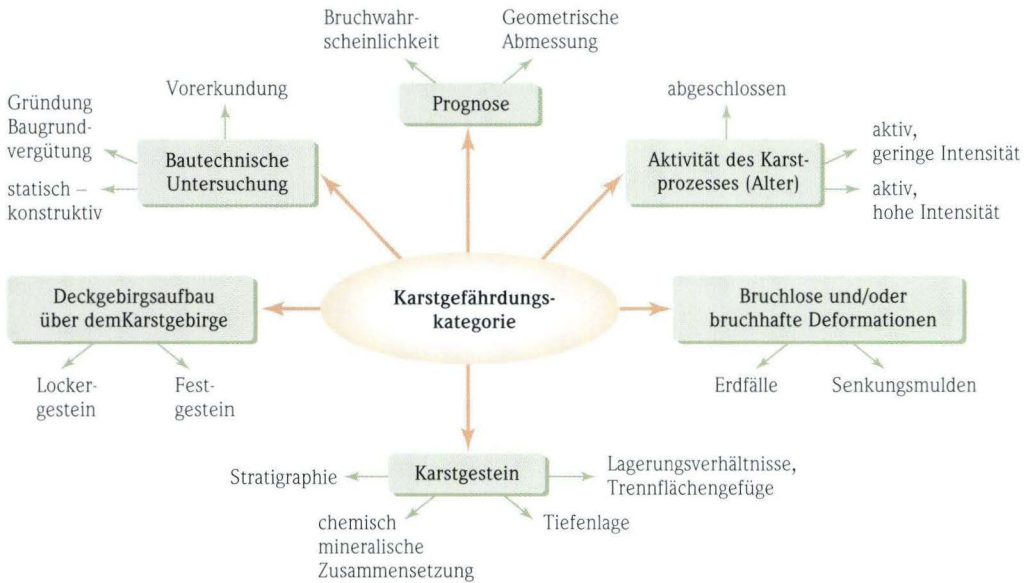 Bruchwahr-
scheinlichkeit
Geometrische
Abmessung
Prognose
Vorerkundung
Gründung
Baugrund-
vergütung
statisch –
konstruktiv
Bautechnische
Untersuchung
abgeschlossen
Aktivität des Karst-
prozesses (Alter)
aktiv,
geringe Intensität
aktiv,
hohe Intensität
Karstgefährdungs-
kategorie
Deckgebirgsaufbau
über demKarstgebirge
Locker-
gestein
Fest-
gestein
Bruchlose und/oder
bruchhafte Deformationen
Erdfälle
Senkungsmulden
Karstgestein
Stratigraphie
chemisch
mineralische
Zusammensetzung
Tiefenlage
Lagerungsverhältnisse,
Trennflächengefüge